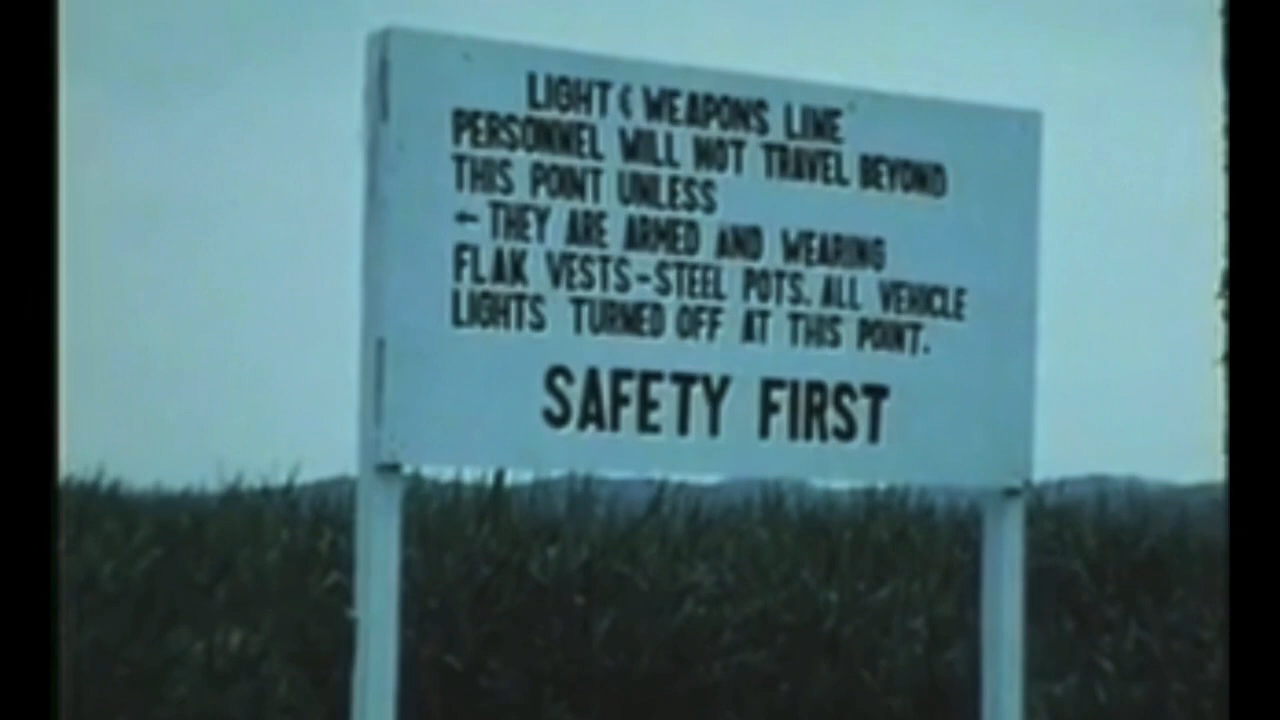 LIGHT & WEAPONS LINE
PERSONNEL WILL NOT TRAVEL BEYOND
THIS POINT UNLESS
- THEY ARE ARMED AND WEARING
FLAK VESTS-STEEL POTS. ALL VEHICLE
LIGHTS TURNED OFF AT THIS POINT.
SAFETY FIRST